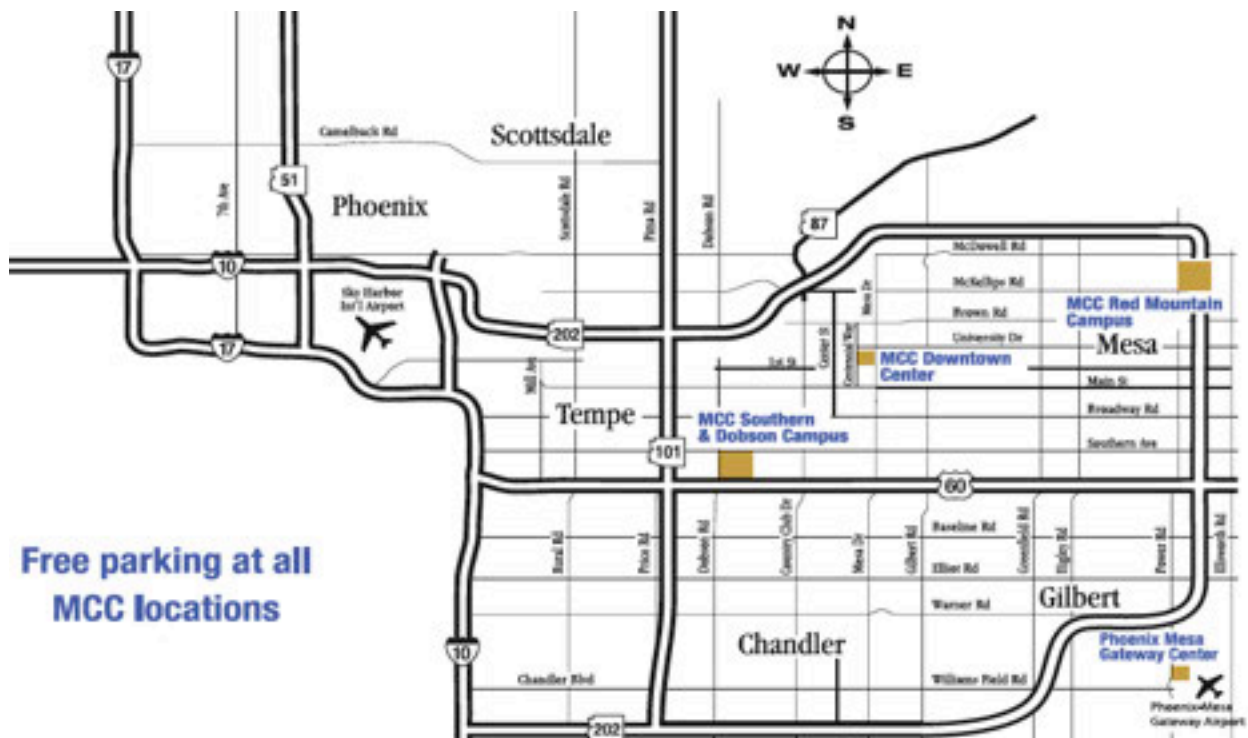 N
W E
S
17
Camelback Rd
Scottsdale
51
7th Ave
Phoenix
Scottsdale Rd
Pima Rd
Dobson Rd
87
McDowell Rd
10
Sky Harbor
Int'l Airport
McKellips Rd
Mesa Dr
MCC Red Mountain
Campus
Brown Rd
202
University Dr
Center St
Centennial Way
17
Mesa
MCC Downtown
Center
1st St
Mill Ave
Main St
Tempe
Broadway Rd
MCC Southern
& Dobson Campus
Southern Ave
101
60
Baseline Rd
Rural Rd
Price Rd
Dobson Rd
Country Club Dr
Mesa Dr
Gilbert Rd
Greenfield Rd
Higley Rd
Power Rd
Ellsworth Rd
Elliot Rd
Free parking at all
MCC locations
Warner Rd
Gilbert
10
Chandler
Phoenix Mesa
Gateway Center
Chandler Blvd
Williams Field Rd
Phoenix-Mesa
Gateway Airport
202